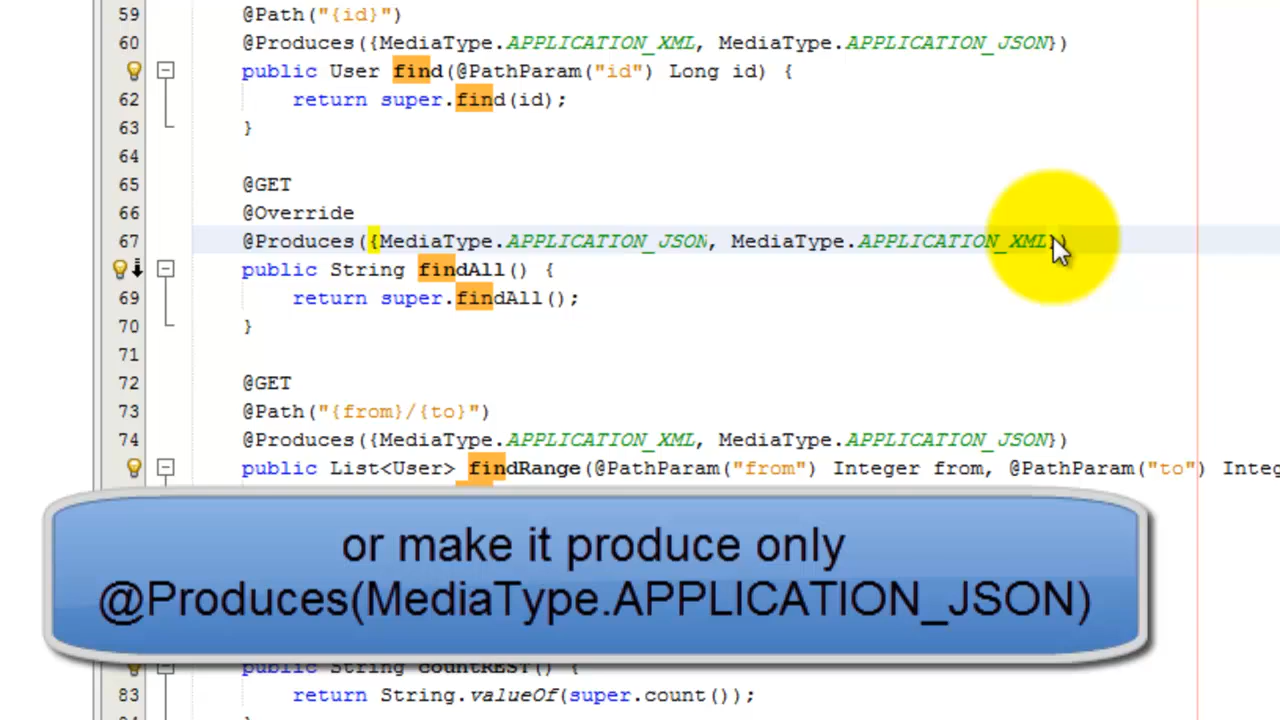 59 @Path("{id}")
60 @Produces({MediaType.APPLICATION_XML, MediaType.APPLICATION_JSON})
public User find(@PathParam("id") Long id) {
62 return super.find(id);
63 }
64
65 @GET
66 @Override
67 @Produces({MediaType.APPLICATION_JSON, MediaType.APPLICATION_XML})
public String findAll() {
69 return super.findAll();
70 }
71
72 @GET
73 @Path("{from}/{to}")
74 @Produces({MediaType.APPLICATION_XML, MediaType.APPLICATION_JSON})
public List<User> findRange(@PathParam("from") Integer from, @PathParam("to") Integ
or make it produce only
@Produces(MediaType.APPLICATION_JSON)
public String countREST() {
83 return String.valueOf(super.count());